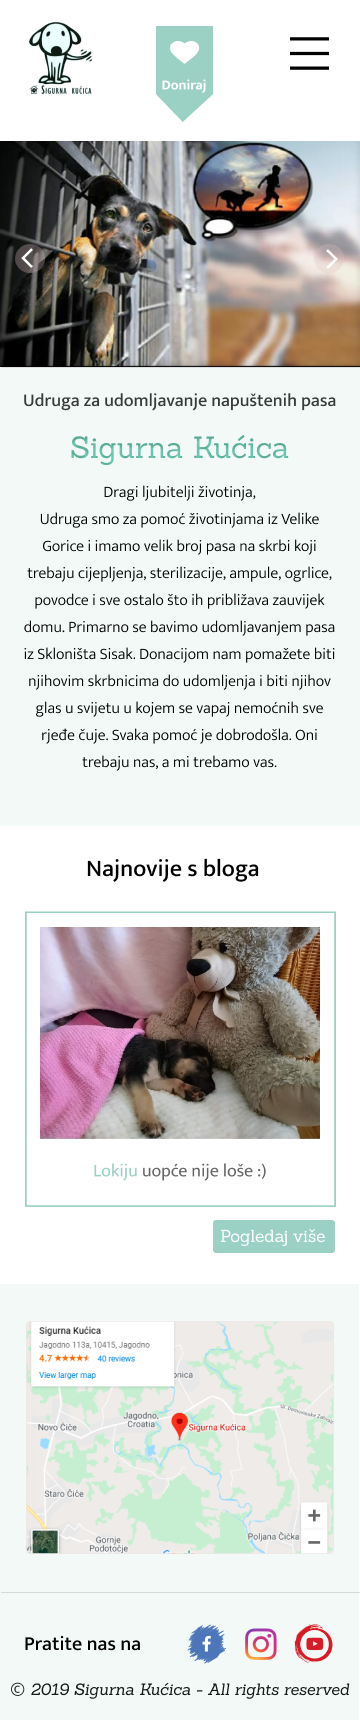 Sigurna kućica
Doniraj
Udruga za udomljavanje napuštenih pasa
Sigurna Kućica
Dragi ljubitelji životinja,
Udruga smo za pomoć životinjama iz Velike
Gorice i imamo velik broj pasa na skrbi koji
trebaju cijepljenja, sterilizacije, ampule, ogrlice,
povodce i sve ostalo što ih približava zauvijek
domu. Primarno se bavimo udomljavanjem pasa
iz Skloništa Sisak. Donacijom nam pomažete biti
njihovim skrbnicima do udomljenja i biti njihov
glas u svijetu u kojem se vapaj nemoćnih sve
rjeđe čuje. Svaka pomoć je dobrodošla. Oni
trebaju nas, a mi trebamo vas.
Najnovije s bloga
Lokiju uopće nije loše :)
Pogledaj više
Sigurna Kućica
Jagodno 113a, 10415, Jagodno
4.7 40 reviews
View larger map
onica
Jagodno,
Croatia
Sigurna Kućica
Novo Čiče
Staro Čiče
Gornje
Podotočje
Poljana Čička
Pratite nas na
© 2019 Sigurna Kućica - All rights reserved